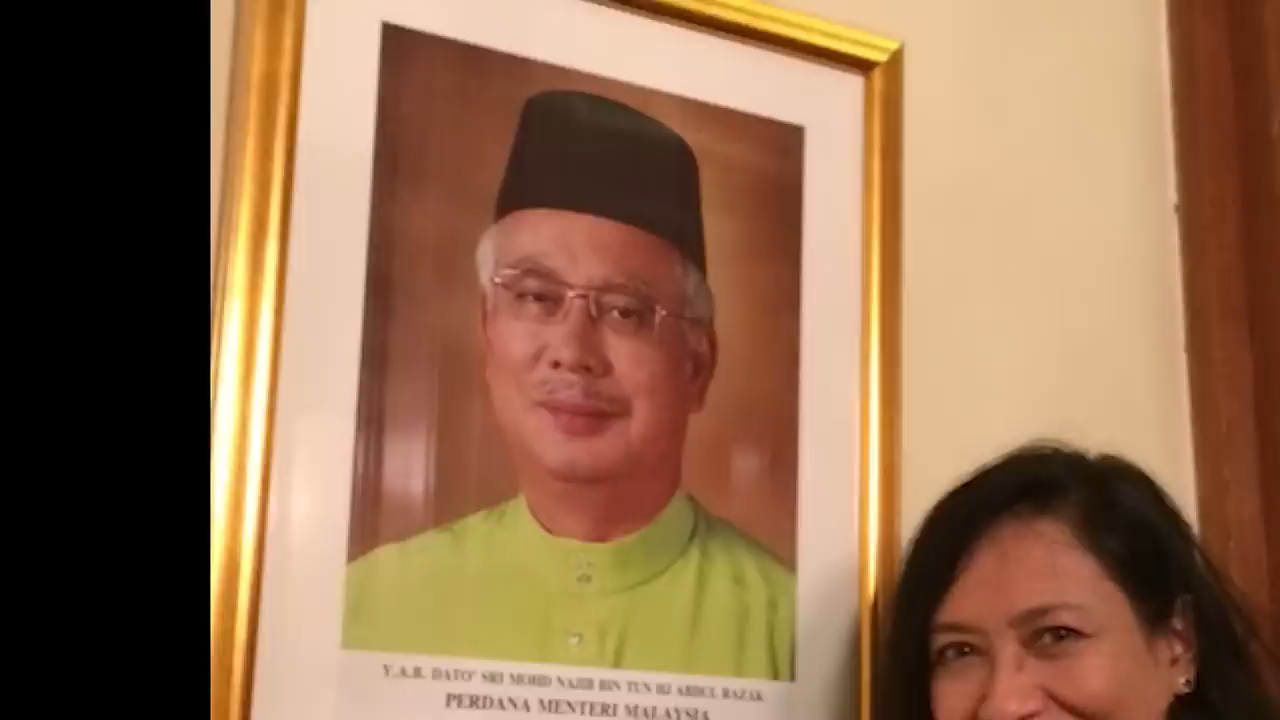 Y.A.B. DATO' SRI MOHD NAJIB BIN TUN HJ ABDUL RAZAK
PERDANA MENTERI MALAYSIA